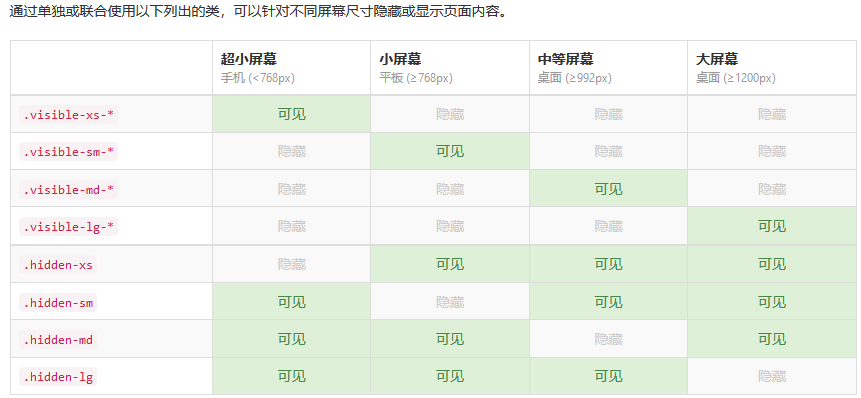 通过单独或联合使用以下列出的类，可以针对不同屏幕尺寸隐藏或显示页面内容。
超小屏幕 小屏幕 中等屏幕 大屏幕
手机 (<768px) 平板 (≥768px) 桌面 (≥992px) 桌面 (≥1200px)
.visible-xs-* 可见 隐藏 隐藏 隐藏
.visible-sm-* 隐藏 可见 隐藏 隐藏
.visible-md-* 隐藏 隐藏 可见 隐藏
.visible-lg-* 隐藏 隐藏 隐藏 可见
.hidden-xs 隐藏 可见 可见 可见
.hidden-sm 可见 隐藏 可见 可见
.hidden-md 可见 可见 隐藏 可见
.hidden-lg 可见 可见 可见 隐藏